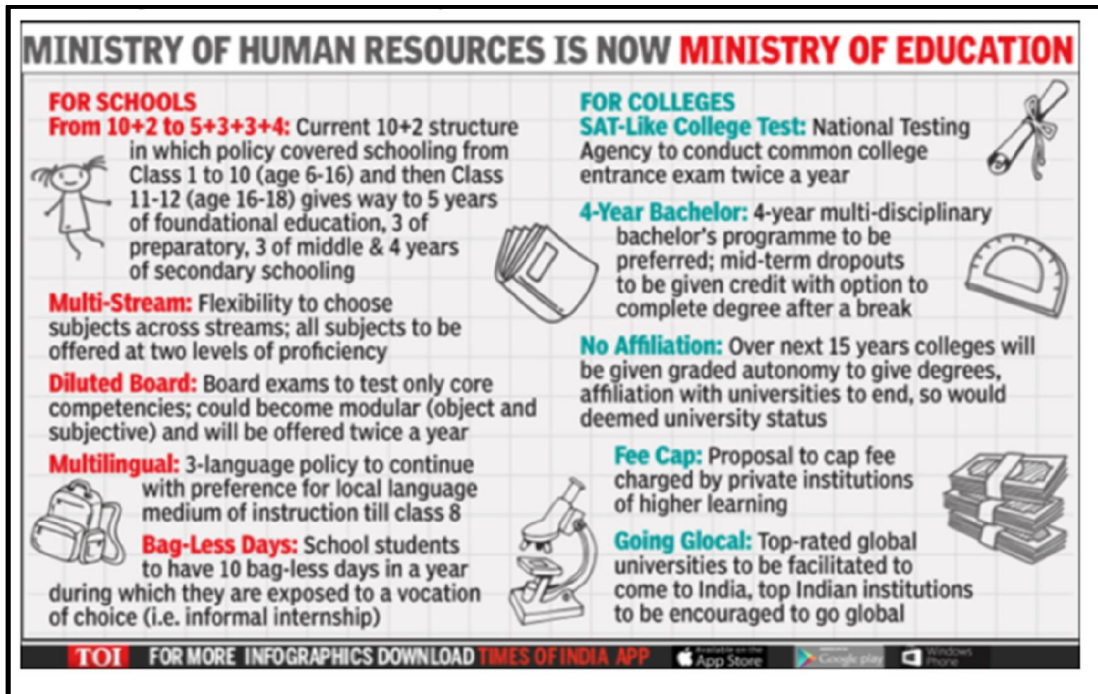 MINISTRY OF HUMAN RESOURCES IS NOW MINISTRY OF EDUCATION
FOR SCHOOLS
From 10+2 to 5+3+3+4: Current 10+2 structure
in which policy covered schooling from
Class 1 to 10 (age 6-16) and then Class
11-12 (age 16-18) gives way to 5 years
of foundational education, 3 of
preparatory, 3 of middle & 4 years
of secondary schooling
Multi-Stream: Flexibility to choose
subjects across streams; all subjects to be
offered at two levels of proficiency
Diluted Board: Board exams to test only core
competencies; could become modular (object and
subjective) and will be offered twice a year
Multilingual: 3-language policy to continue
with preference for local language
medium of instruction till class 8
Bag-Less Days: School students
to have 10 bag-less days in a year
during which they are exposed to a vocation
of choice (i.e. informal internship)
FOR COLLEGES
SAT-Like College Test: National Testing
Agency to conduct common college
entrance exam twice a year
4-Year Bachelor: 4-year multi-disciplinary
bachelor's programme to be
preferred; mid-term dropouts
to be given credit with option to
complete degree after a break
No Affiliation: Over next 15 years colleges will
be given graded autonomy to give degrees,
affiliation with universities to end, so would
deemed university status
Fee Cap: Proposal to cap fee
charged by private institutions
of higher learning
Going Glocal: Top-rated global
universities to be facilitated to
come to India, top Indian institutions
to be encouraged to go global
TOI FOR MORE INFOGRAPHICS DOWNLOAD TIMES OF INDIA APP
Available on the
App Store
Google play
Windows
Phone